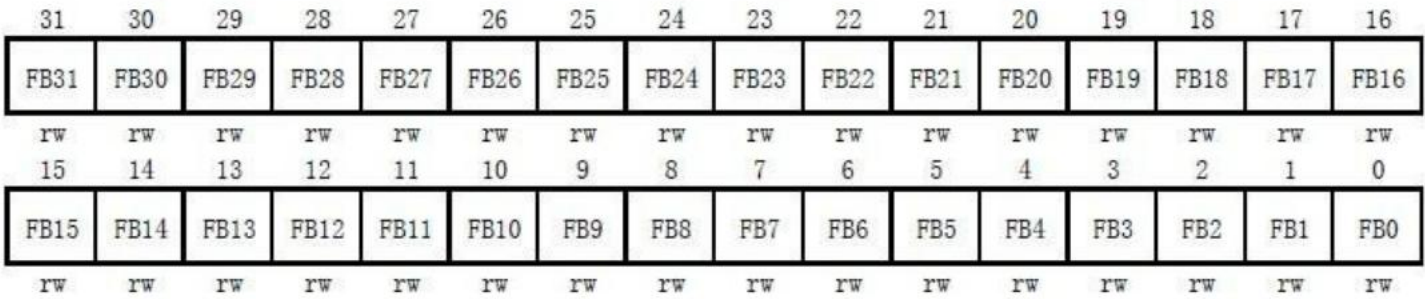 31 30 29 28 27 26 25 24 23 22 21 20 19 18 17 16
FB31 FB30 FB29 FB28 FB27 FB26 FB25 FB24 FB23 FB22 FB21 FB20 FB19 FB18 FB17 FB16
rw rw rw rw rw rw rw rw rw rw rw rw rw rw rw rw
15 14 13 12 11 10 9 8 7 6 5 4 3 2 1 0
FB15 FB14 FB13 FB12 FB11 FB10 FB9 FB8 FB7 FB6 FB5 FB4 FB3 FB2 FB1 FB0
rw rw rw rw rw rw rw rw rw rw rw rw rw rw rw rw